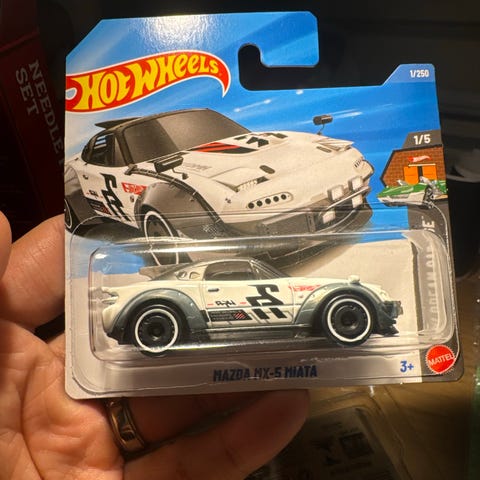 NEEDLE
SET
HOT WHEELS
1/250
1/5
MAZDA MX-5 MIATA
3+
MATTEL